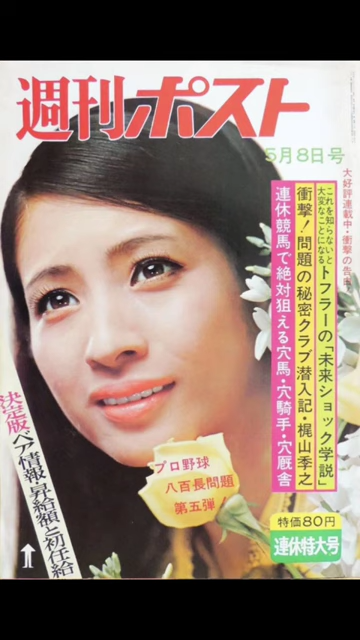 週刊ポスト
5月8日号
大好評連載中・衝撃の告白
これを知らないと
大変なことになる
トフラーの「未来ショック学説」
衝撃!問題の秘密クラブ潜入記・梶山季之
連休競馬で絶対狙える穴馬・穴騎手・穴厩舎
決定版ペア情報 昇給額と初任給
プロ野球
八百長問題
第五弾!
特価80円
連休特大号